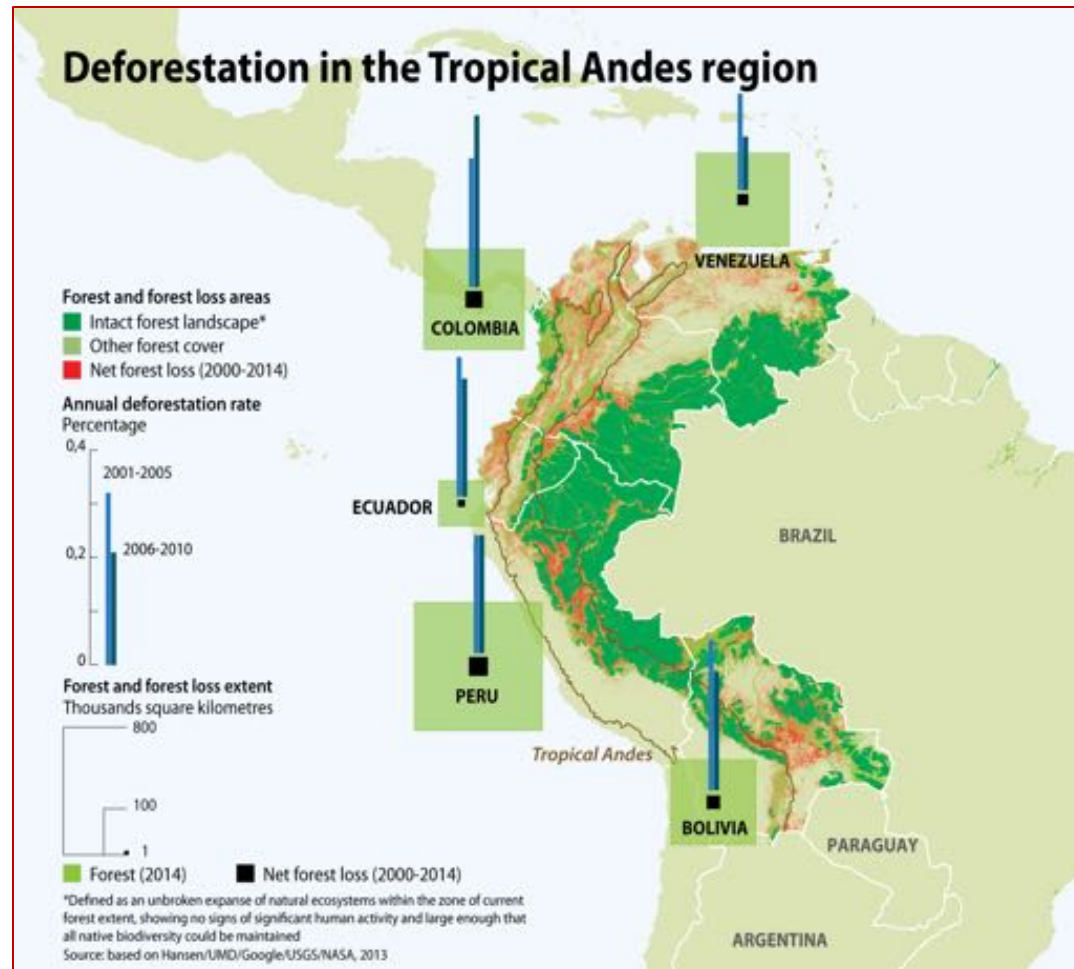 Deforestation in the Tropical Andes region
VENEZUELA
COLOMBIA
Forest and forest loss areas
Intact forest landscape*
Other forest cover
Net forest loss (2000-2014)
Annual deforestation rate
Percentage
0,4
2001-2005
0,2
2006-2010
0
ECUADOR
BRAZIL
PERU
Forest and forest loss extent
Thousands square kilometres
800
100
1
Tropical Andes
BOLIVIA
PARAGUAY
Forest (2014)
Net forest loss (2000-2014)
*Defined as an unbroken expanse of natural ecosystems within the zone of current
forest extent, showing no signs of significant human activity and large enough that
all native biodiversity could be maintained
Source: based on Hansen/UMD/Google/USGS/NASA, 2013
ARGENTINA